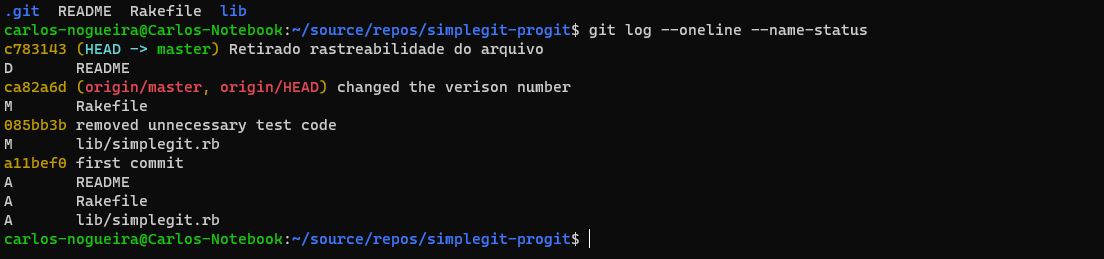 .git  README  Rakefile  lib
carlos-nogueira@Carlos-Notebook:~/source/repos/simplegit-progit$ git log --oneline --name-status
c783143 (HEAD -> master) Retirado rastreabilidade do arquivo
D       README
ca82a6d (origin/master, origin/HEAD) changed the verison number
M       Rakefile
085bb3b removed unnecessary test code
M       lib/simplegit.rb
a11bef0 first commit
A       README
A       Rakefile
A       lib/simplegit.rb
carlos-nogueira@Carlos-Notebook:~/source/repos/simplegit-progit$